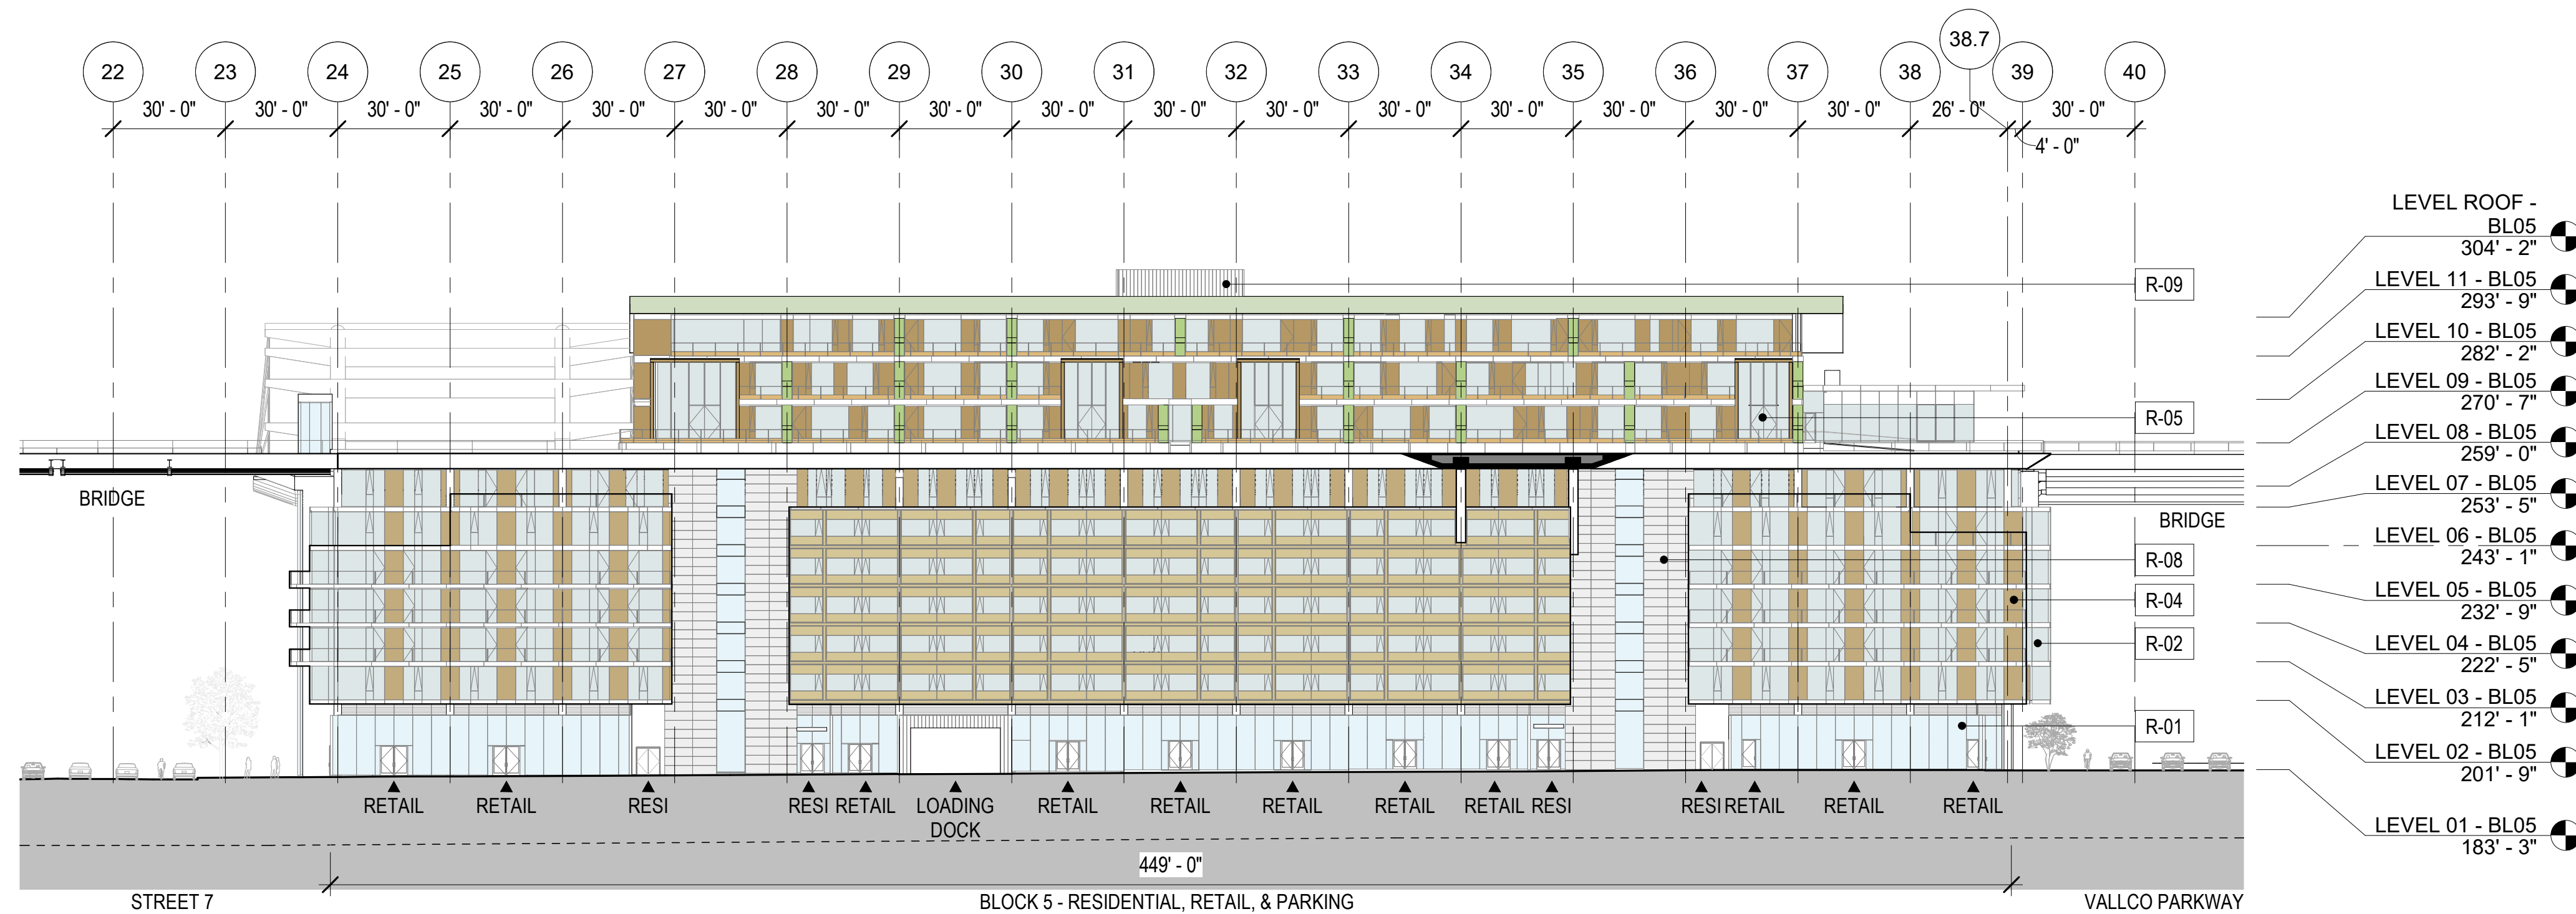 38.7
22 23 24 25 26 27 28 29 30 31 32 33 34 35 36 37 38 39 40
30' - 0" 30' - 0" 30' - 0" 30' - 0" 30' - 0" 30' - 0" 30' - 0" 30' - 0" 30' - 0" 30' - 0" 30' - 0" 30' - 0" 30' - 0" 30' - 0" 30' - 0" 30' - 0" 26' - 0" 30' - 0"
4' - 0"
LEVEL ROOF -
BL05
304' - 2"
LEVEL 11 - BL05
293' - 9"
LEVEL 10 - BL05
282' - 2"
LEVEL 09 - BL05
270' - 7"
LEVEL 08 - BL05
259' - 0"
LEVEL 07 - BL05
253' - 5"
LEVEL 06 - BL05
243' - 1"
LEVEL 05 - BL05
232' - 9"
LEVEL 04 - BL05
222' - 5"
LEVEL 03 - BL05
212' - 1"
LEVEL 02 - BL05
201' - 9"
LEVEL 01 - BL05
183' - 3"
R-09
R-05
R-08
R-04
R-02
R-01
BRIDGE
BRIDGE
RETAIL RETAIL RESI RESI RETAIL LOADING RETAIL RETAIL RETAIL RETAIL RETAIL RESI RESI RETAIL RETAIL RETAIL
DOCK
449' - 0"
STREET 7 BLOCK 5 - RESIDENTIAL, RETAIL, & PARKING VALLCO PARKWAY